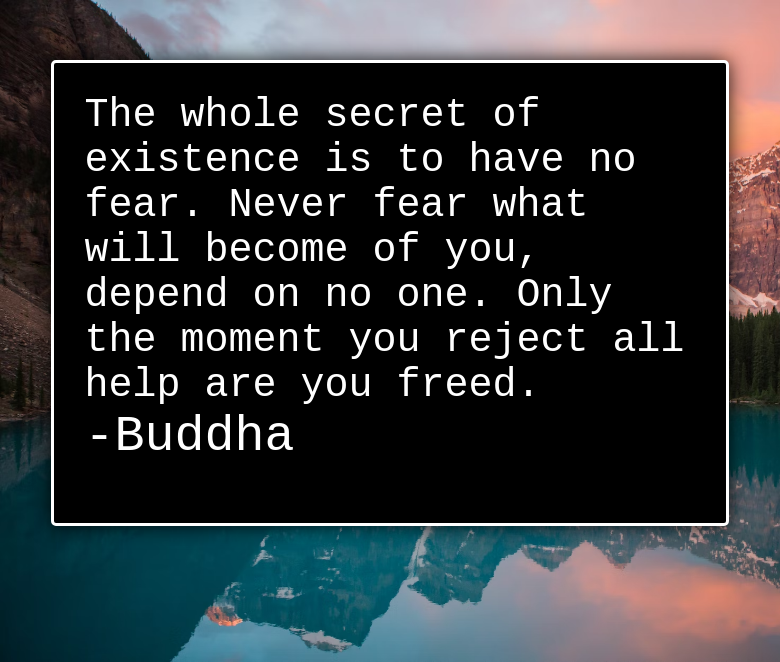 The whole secret of
existence is to have no
fear. Never fear what
will become of you,
depend on no one. Only
the moment you reject all
help are you freed.
-Buddha